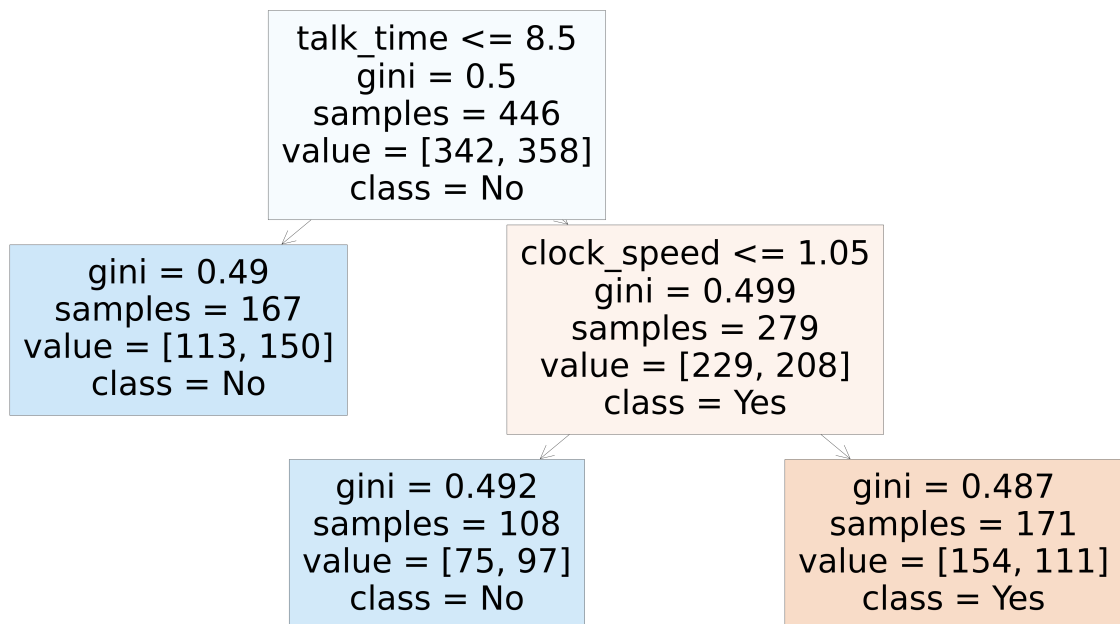 talk_time <= 8.5
gini = 0.5
samples = 446
value = [342, 358]
class = No
gini = 0.49
samples = 167
value = [113, 150]
class = No
clock_speed <= 1.05
gini = 0.499
samples = 279
value = [229, 208]
class = Yes
gini = 0.492
samples = 108
value = [75, 97]
class = No
gini = 0.487
samples = 171
value = [154, 111]
class = Yes